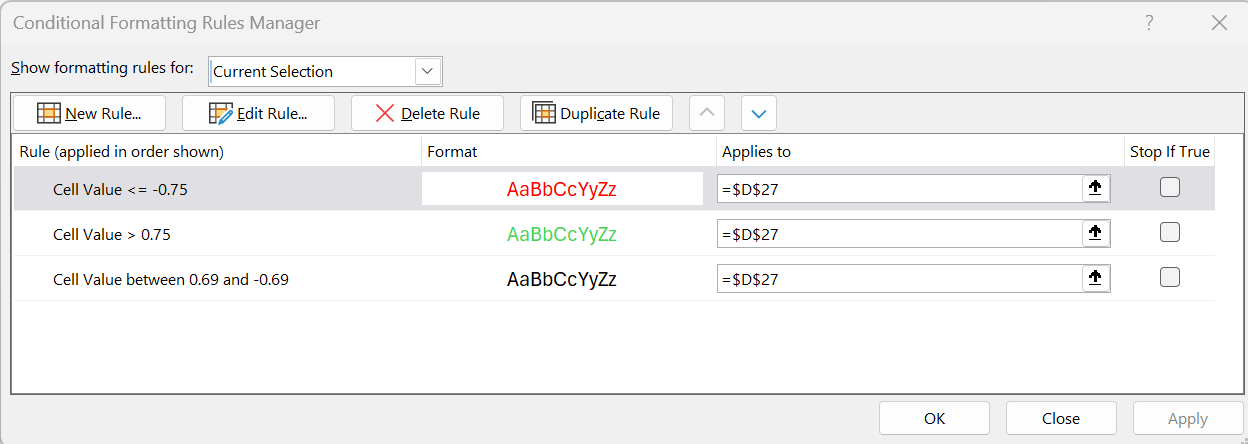 Conditional Formatting Rules Manager ?
Show formatting rules for: Current Selection
New Rule... Edit Rule... Delete Rule Duplicate Rule
Rule (applied in order shown) Format Applies to Stop If True
Cell Value <= -0.75 AaBbCcYyZz =$D$27
Cell Value > 0.75 AaBbCcYyZz =$D$27
Cell Value between 0.69 and -0.69 AaBbCcYyZz =$D$27
OK Close Apply